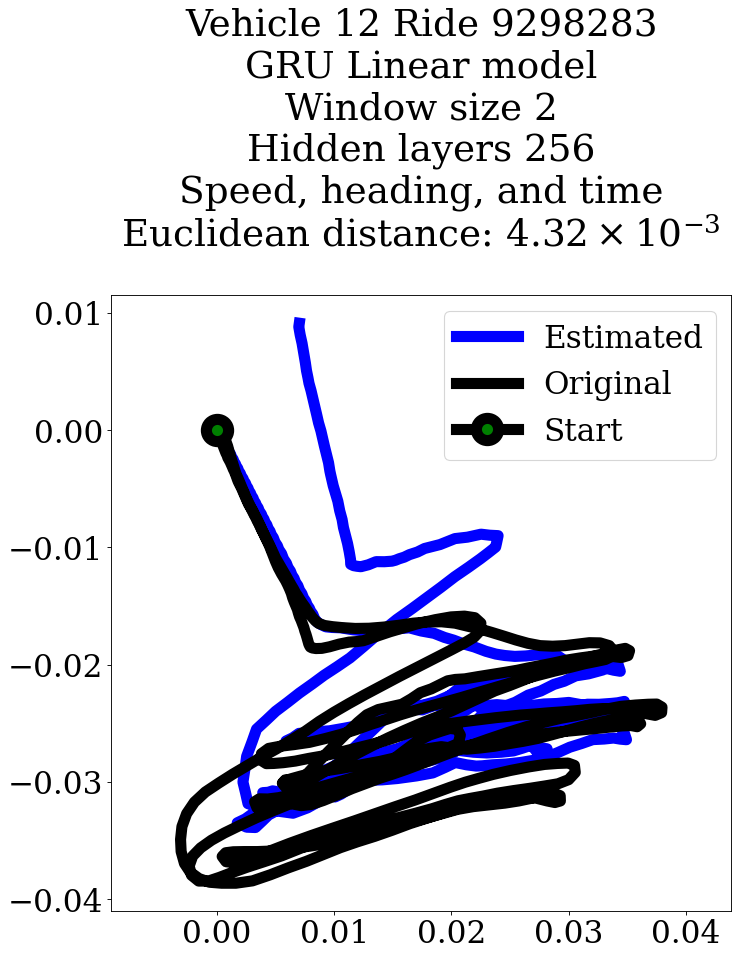 Vehicle 12 Ride 9298283
GRU Linear model
Window size 2
Hidden layers 256
Speed, heading, and time
Euclidean distance: 4.32 × 10⁻³
Estimated
Original
Start
0.01
0.00
−0.01
−0.02
−0.03
−0.04
0.00 0.01 0.02 0.03 0.04